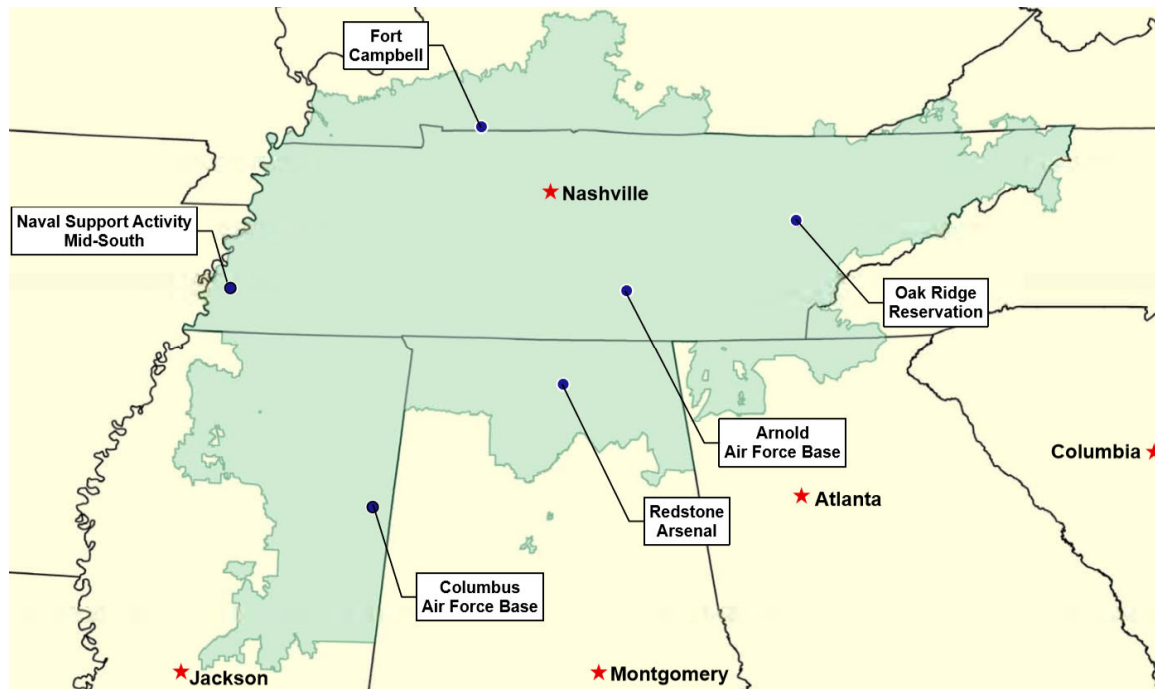 Fort
Campbell
Nashville
Naval Support Activity
Mid-South
Oak Ridge
Reservation
Arnold
Air Force Base
Columbia
Atlanta
Redstone
Arsenal
Columbus
Air Force Base
Jackson
Montgomery